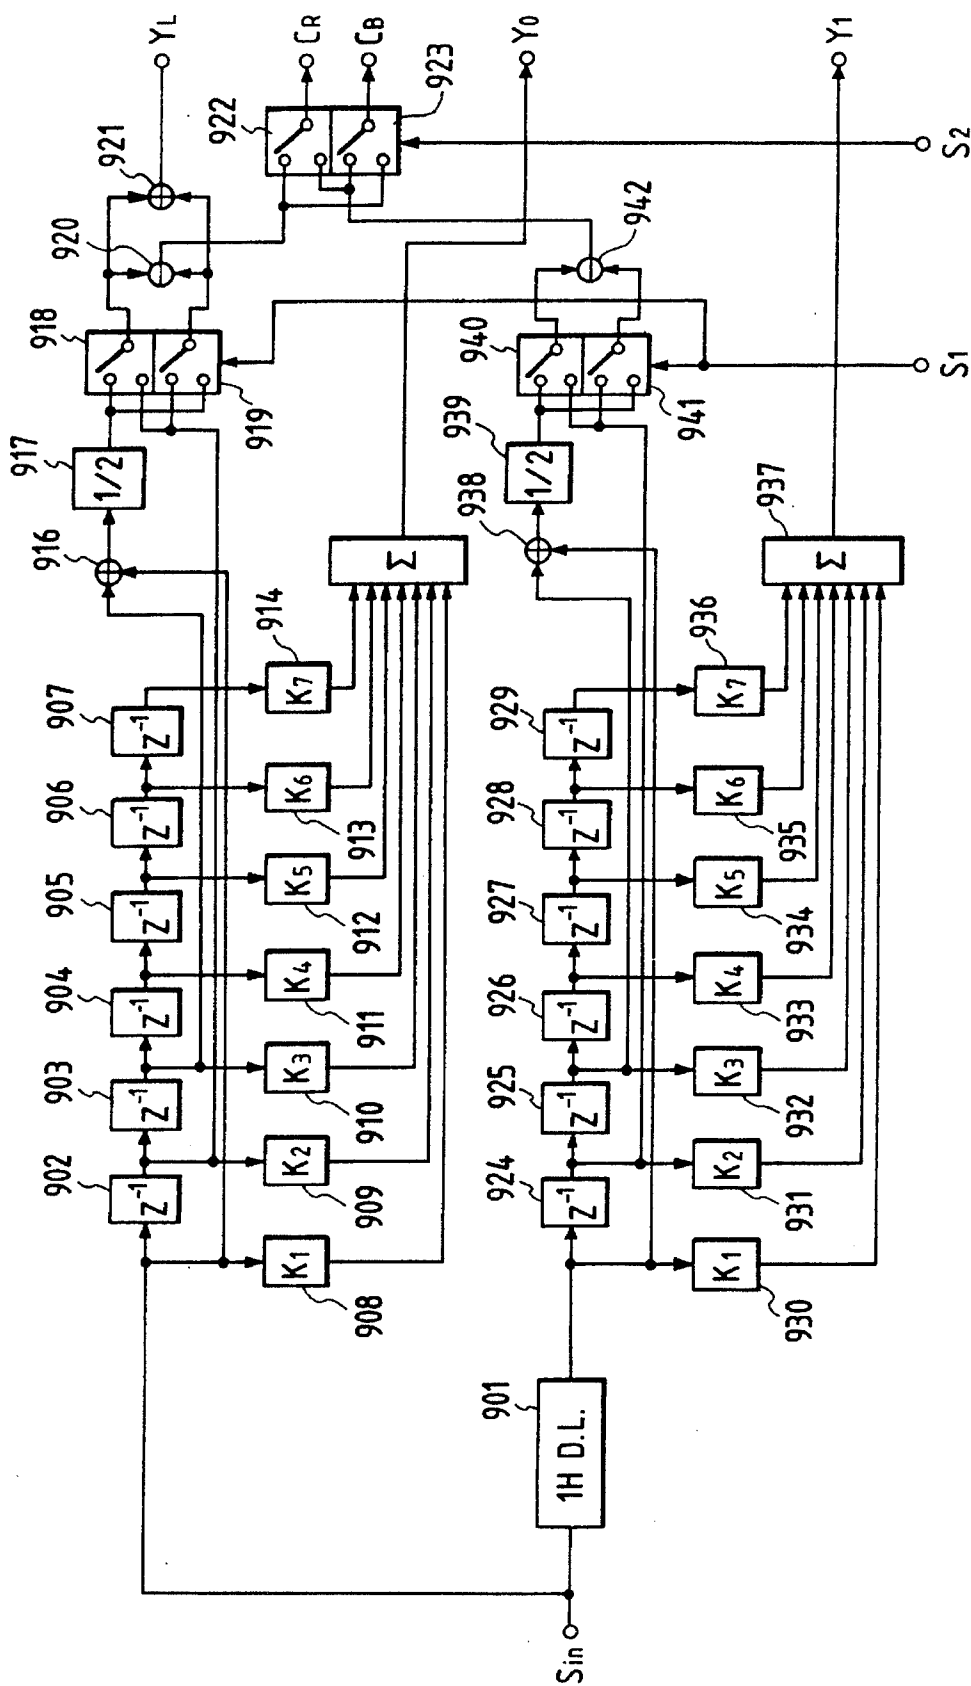 Sin
1H D.L.
901
902
903
904
905
906
907
Z⁻¹
Z⁻¹
Z⁻¹
Z⁻¹
Z⁻¹
Z⁻¹
K1
K2
K3
K4
K5
K6
K7
908
909
910
911
912
913
914
Σ
916
917
1/2
918
919
920
921
YL
922
923
CR
CB
Y0
924
925
926
927
928
929
Z⁻¹
Z⁻¹
Z⁻¹
Z⁻¹
Z⁻¹
Z⁻¹
K1
K2
K3
K4
K5
K6
K7
930
931
932
933
934
935
936
Σ
937
938
939
1/2
940
941
942
Y1
S1
S2